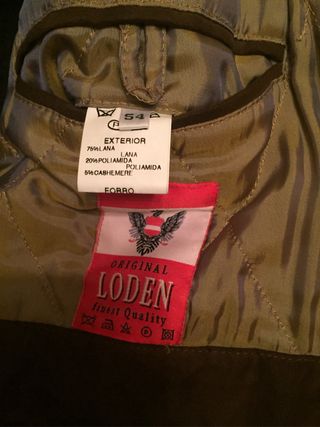 54
P
EXTERIOR
75%LANA
LANA
20%POLIAMIDA
POLIAMIDA
5%CASHEMERE
FORRO
ORIGINAL
LODEN
Finest Quality
P